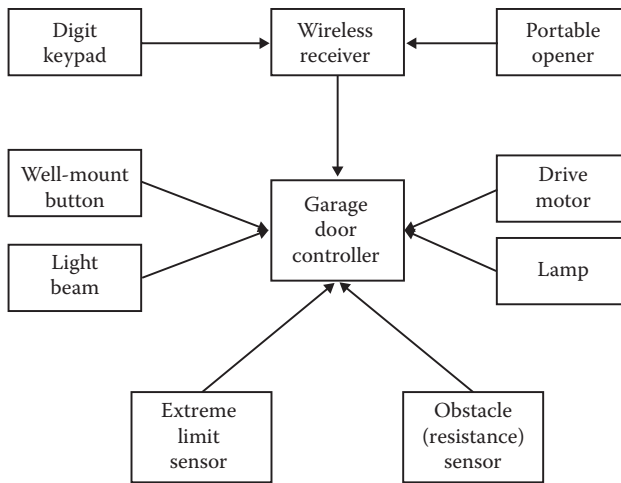 Digit
keypad
Wireless
receiver
Portable
opener
Well-mount
button
Garage
door
controller
Drive
motor
Light
beam
Lamp
Extreme
limit
sensor
Obstacle
(resistance)
sensor